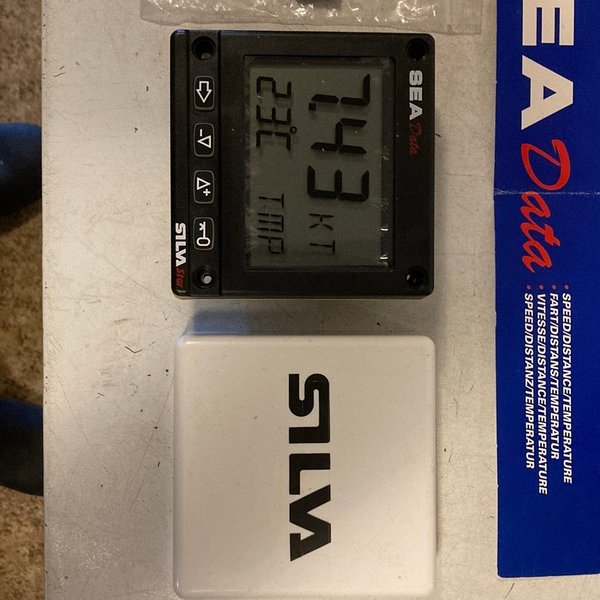 SEA Data
7,43 KT
23°C TMP
SILVA Star
SILVA
EA Data
• SPEED/DISTANCE/TEMPERATURE
• FART/DISTANS/TEMPERATUR
• VITESSE/DISTANCE/TEMPERATURE
• SPEED/DISTANZ/TEMPERATUR